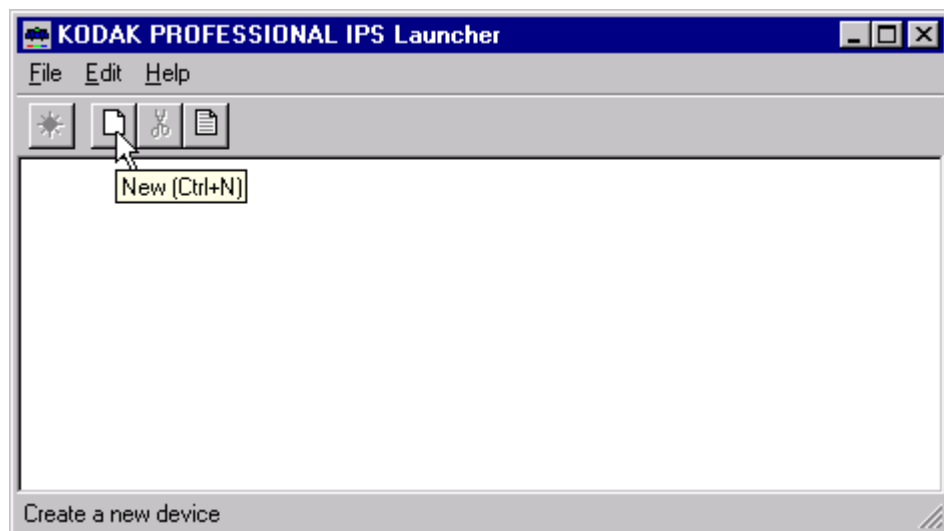 KODAK PROFESSIONAL IPS Launcher
File Edit Help
New (Ctrl+N)
Create a new device